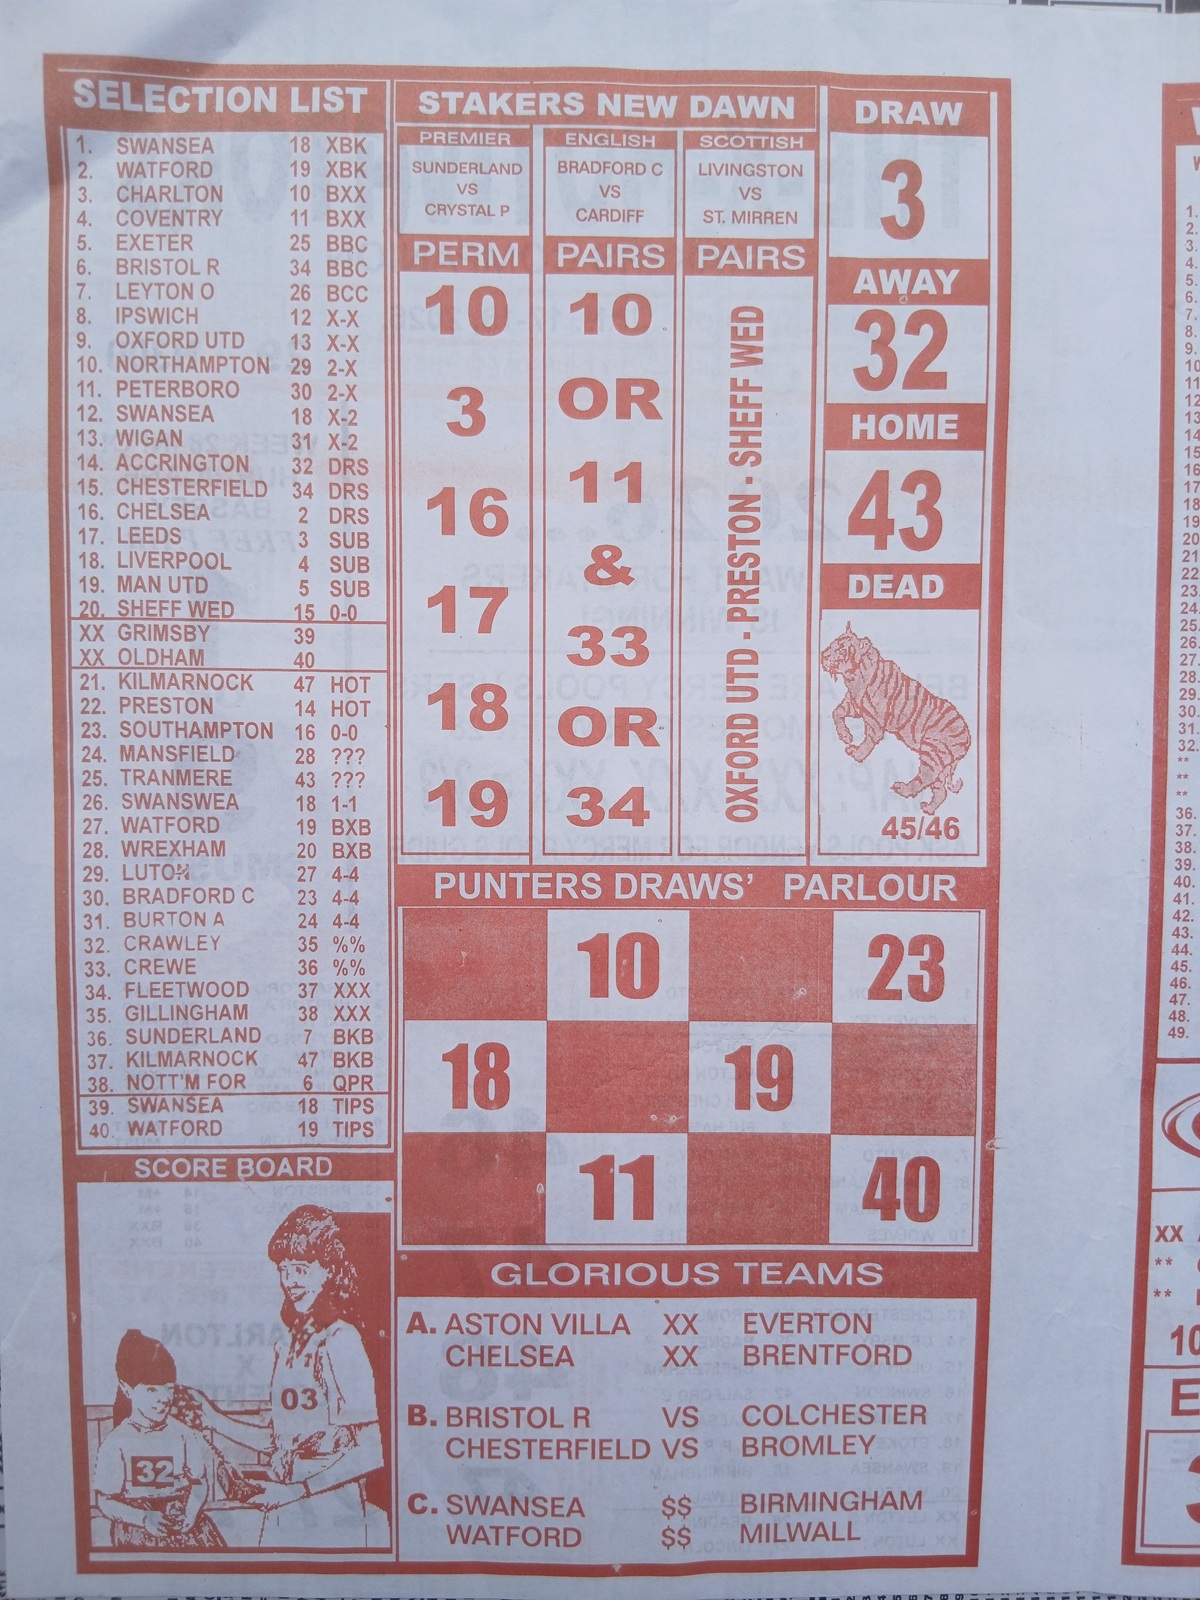 SELECTION LIST
1. SWANSEA 18 XBK
2. WATFORD 19 XBK
3. CHARLTON 10 BXX
4. COVENTRY 11 BXX
5. EXETER 25 BBC
6. BRISTOL R 34 BBC
7. LEYTON O 26 BCC
8. IPSWICH 12 X-X
9. OXFORD UTD 13 X-X
10. NORTHAMPTON 29 2-X
11. PETERBORO 30 2-X
12. SWANSEA 18 X-2
13. WIGAN 31 X-2
14. ACCRINGTON 32 DRS
15. CHESTERFIELD 34 DRS
16. CHELSEA 2 DRS
17. LEEDS 3 SUB
18. LIVERPOOL 4 SUB
19. MAN UTD 5 SUB
20. SHEFF WED 15 0-0
XX GRIMSBY 39
XX OLDHAM 40
21. KILMARNOCK 47 HOT
22. PRESTON 14 HOT
23. SOUTHAMPTON 16 0-0
24. MANSFIELD 28 ???
25. TRANMERE 43 ???
26. SWANSWEA 18 1-1
27. WATFORD 19 BXB
28. WREXHAM 20 BXB
29. LUTON 27 4-4
30. BRADFORD C 23 4-4
31. BURTON A 24 4-4
32. CRAWLEY 35 %%
33. CREWE 36 %%
34. FLEETWOOD 37 XXX
35. GILLINGHAM 38 XXX
36. SUNDERLAND 7 BKB
37. KILMARNOCK 47 BKB
38. NOTT'M FOR 6 QPR
39. SWANSEA 18 TIPS
40. WATFORD 19 TIPS
SCORE BOARD
03
32
STAKERS NEW DAWN
PREMIER
SUNDERLAND
VS
CRYSTAL P
PERM
10
3
16
17
18
19
ENGLISH
BRADFORD C
VS
CARDIFF
PAIRS
10
OR
11
&
33
OR
34
SCOTTISH
LIVINGSTON
VS
ST. MIRREN
PAIRS
OXFORD UTD - PRESTON - SHEFF WED
DRAW
3
AWAY
32
HOME
43
DEAD
45/46
PUNTERS DRAWS' PARLOUR
10 23
18 19
11 40
GLORIOUS TEAMS
A. ASTON VILLA XX EVERTON
CHELSEA XX BRENTFORD
B. BRISTOL R VS COLCHESTER
CHESTERFIELD VS BROMLEY
C. SWANSEA $$ BIRMINGHAM
WATFORD $$ MILWALL